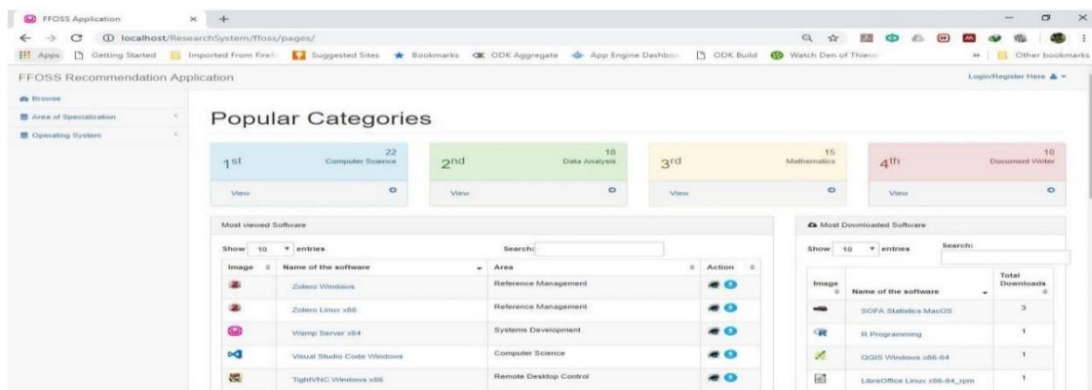 FFOSS Application
localhost/ResearchSystem/ffoss/pages/
Apps Getting Started Imported From Firef Suggested Sites Bookmarks ODK Aggregate App Engine Dashbo ODK Build Watch Den of Thieve » Other bookmarks
FFOSS Recommendation Application Login/Register Here
Browse
Area of Specialization
Operating System
Popular Categories
1st 22 Computer Science
View
2nd 18 Data Analysis
View
3rd 15 Mathematics
View
4th 10 Document Writer
View
Most viewed Software
Show 10 entries Search:
Image Name of the software Area Action
Zotero Windows Reference Management
Zotero Linux x86 Reference Management
Wamp Server x64 Systems Development
Visual Studio Code Windows Computer Science
TightVNC Windows x86 Remote Desktop Control
Most Downloaded Software
Show 10 entries Search:
Image Name of the software Total Downloads
SOFA Statistics MacOS 3
R Programming 1
QGIS Windows x86-64 1
LibreOffice Linux x86-64_rpm 1